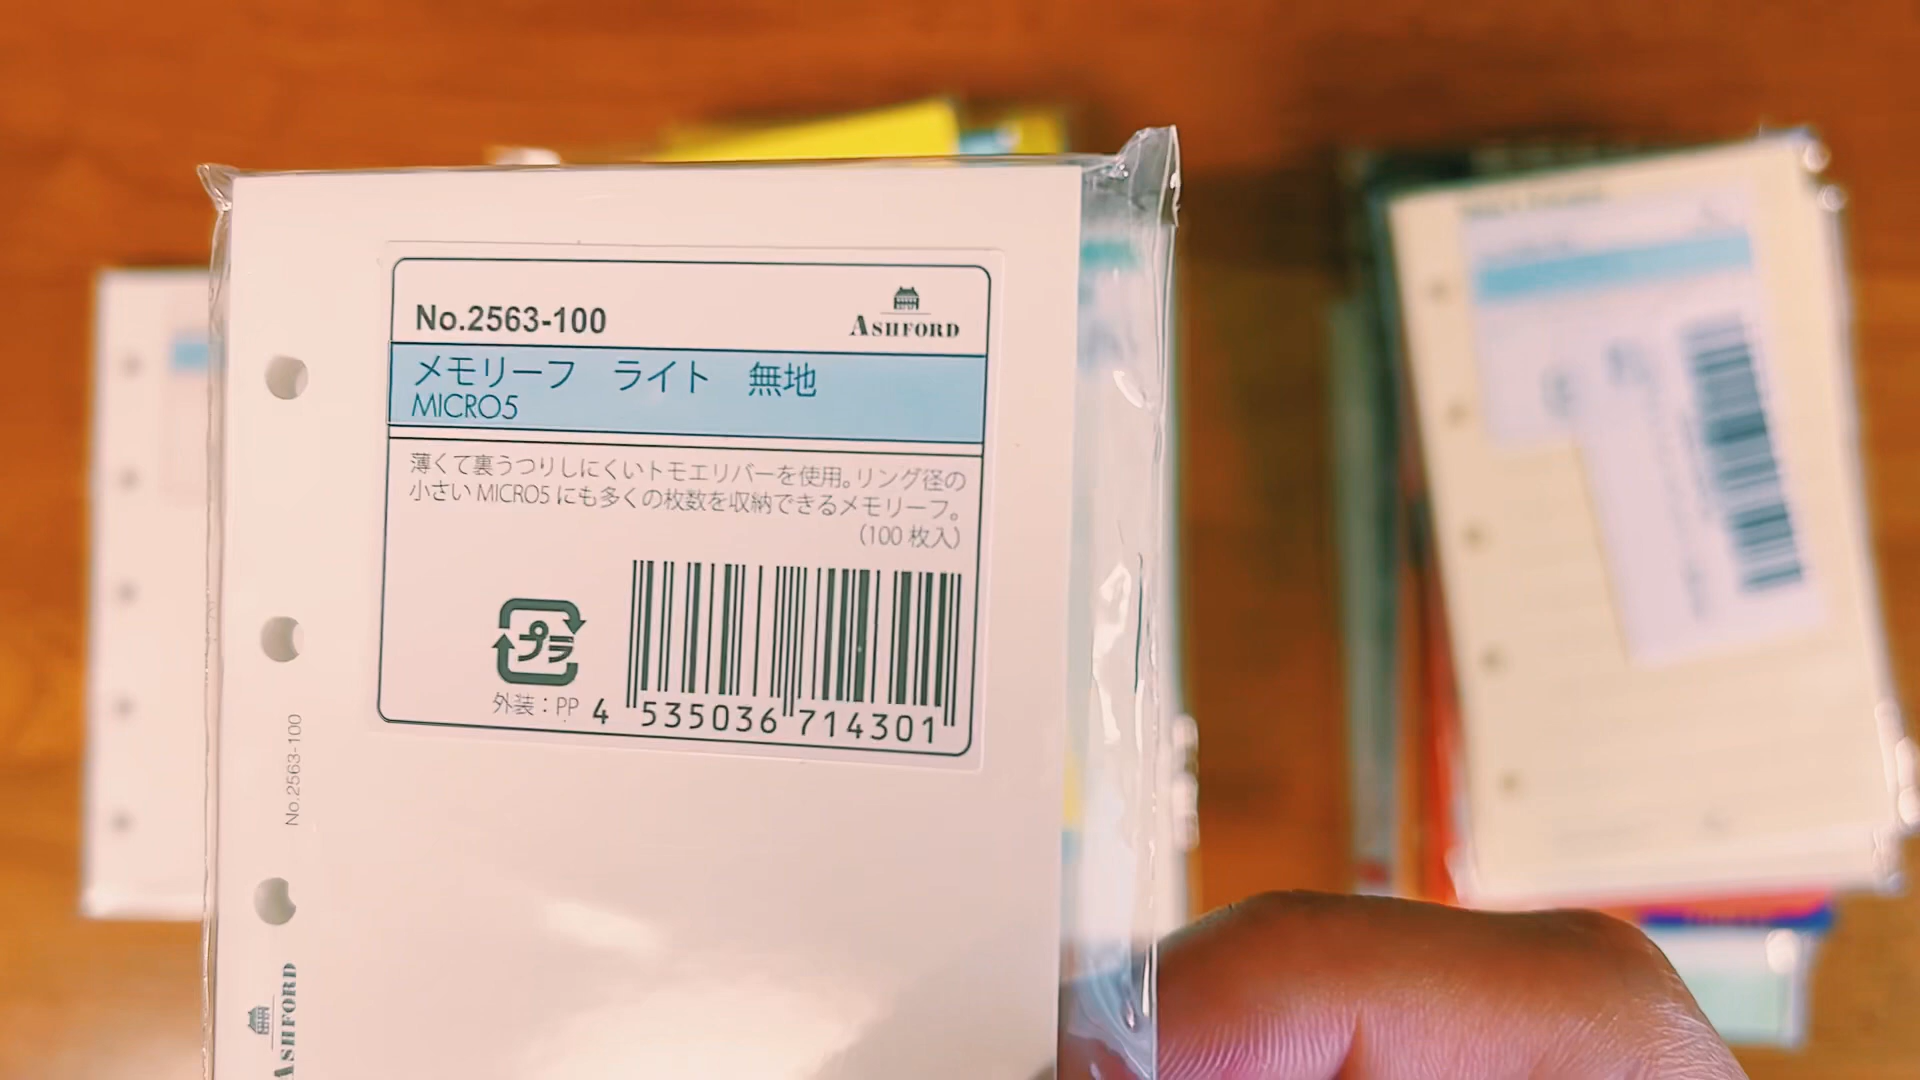 No.2563-100
ASHFORD
メモリーフ ライト 無地
MICRO5
薄くて裏うつりしにくいトモエリバーを使用。リング径の
小さい MICRO5 にも多くの枚数を収納できるメモリーフ。
(100 枚入)
プラ
外装：PP
4 535036 714301
No.2563-100
ASHFORD